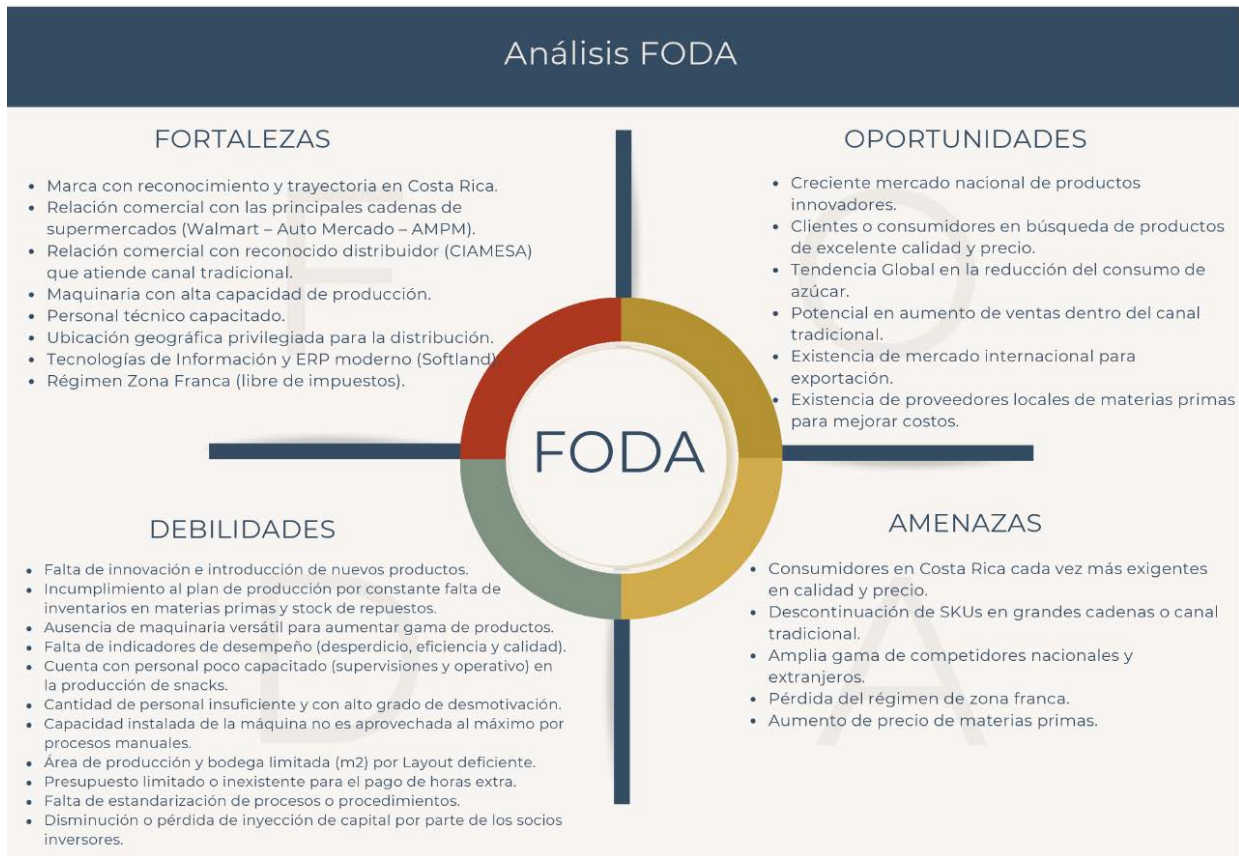 Análisis FODA
FORTALEZAS
• Marca con reconocimiento y trayectoria en Costa Rica.
• Relación comercial con las principales cadenas de
supermercados (Walmart – Auto Mercado – AMPM).
• Relación comercial con reconocido distribuidor (CIAMESA)
que atiende canal tradicional.
• Maquinaria con alta capacidad de producción.
• Personal técnico capacitado.
• Ubicación geográfica privilegiada para la distribución.
• Tecnologías de Información y ERP moderno (Softland)
• Régimen Zona Franca (libre de impuestos).
F
OPORTUNIDADES
• Creciente mercado nacional de productos
innovadores.
• Clientes o consumidores en búsqueda de productos
de excelente calidad y precio.
• Tendencia Global en la reducción del consumo de
azúcar.
• Potencial en aumento de ventas dentro del canal
tradicional.
• Existencia de mercado internacional para
exportación.
• Existencia de proveedores locales de materias primas
para mejorar costos.
O
FODA
DEBILIDADES
• Falta de innovación e introducción de nuevos productos.
• Incumplimiento al plan de producción por constante falta de
inventarios en materias primas y stock de repuestos.
• Ausencia de maquinaria versátil para aumentar gama de productos.
• Falta de indicadores de desempeño (desperdicio, eficiencia y calidad).
• Cuenta con personal poco capacitado (supervisiones y operativo) en
la producción de snacks.
• Cantidad de personal insuficiente y con alto grado de desmotivación.
• Capacidad instalada de la máquina no es aprovechada al máximo por
procesos manuales.
• Área de producción y bodega limitada (m2) por Layout deficiente.
• Presupuesto limitado o inexistente para el pago de horas extra.
• Falta de estandarización de procesos o procedimientos.
• Disminución o pérdida de inyección de capital por parte de los socios
inversores.
D
AMENAZAS
• Consumidores en Costa Rica cada vez más exigentes
en calidad y precio.
• Descontinuación de SKUs en grandes cadenas o canal
tradicional.
• Amplia gama de competidores nacionales y
extranjeros.
• Pérdida del régimen de zona franca.
• Aumento de precio de materias primas.
A